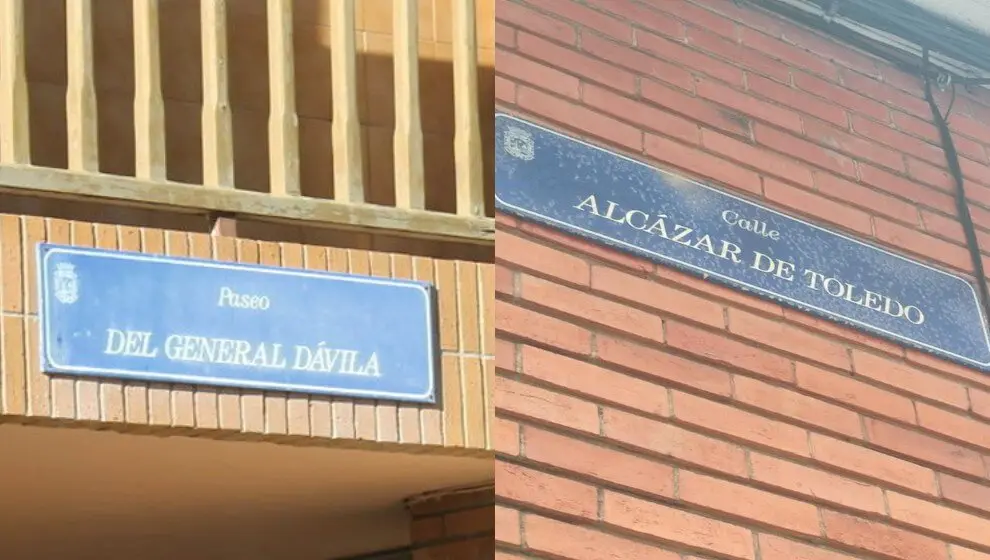 Paseo
DEL GENERAL DÁVILA
Calle
ALCÁZAR DE TOLEDO